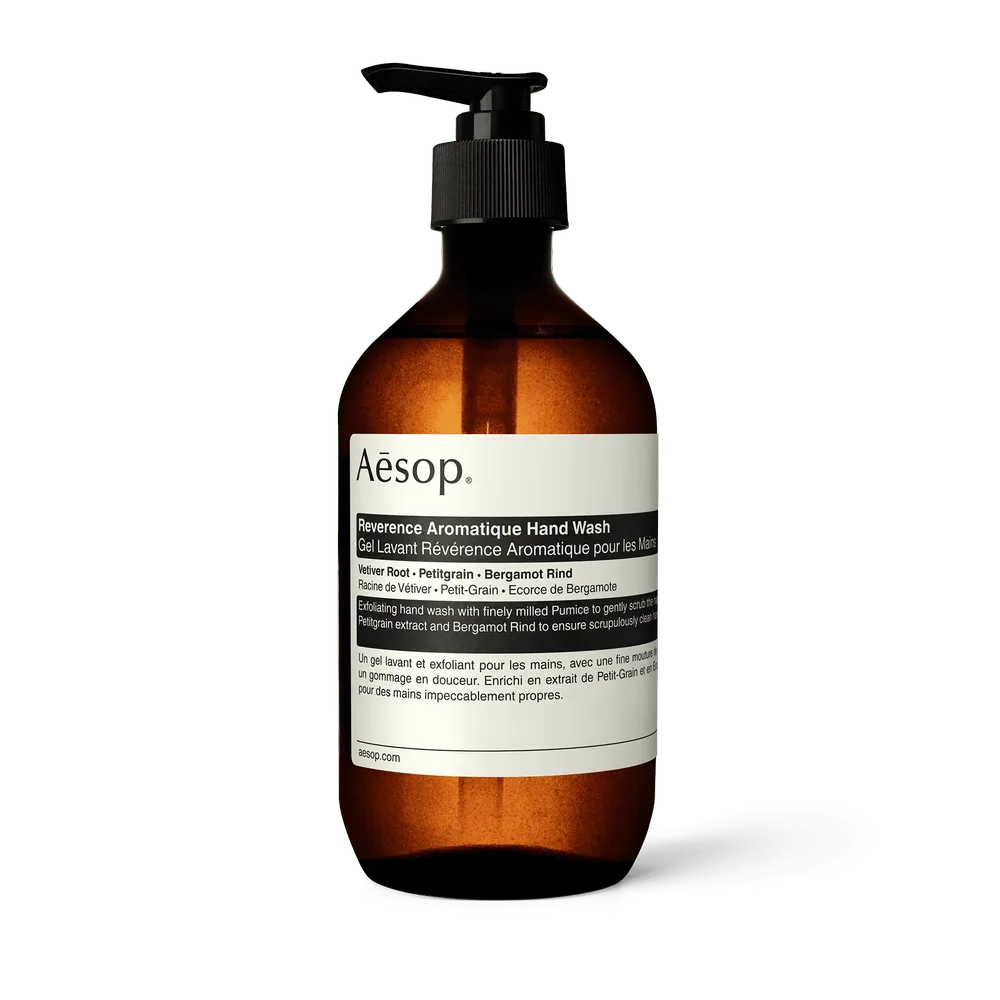 Aēsop®
Reverence Aromatique Hand Wash
Gel Lavant Révérence Aromatique pour les Mains
Vetiver Root • Petitgrain • Bergamot Rind
Racine de Vétiver • Petit-Grain • Ecorce de Bergamote
Exfoliating hand wash with finely milled Pumice to gently scrub the
Petitgrain extract and Bergamot Rind to ensure scrupulously clean
Un gel lavant et exfoliant pour les mains, avec une fine mouture
un gommage en douceur. Enrichi en extrait de Petit-Grain et en
pour des mains impeccablement propres.
aesop.com